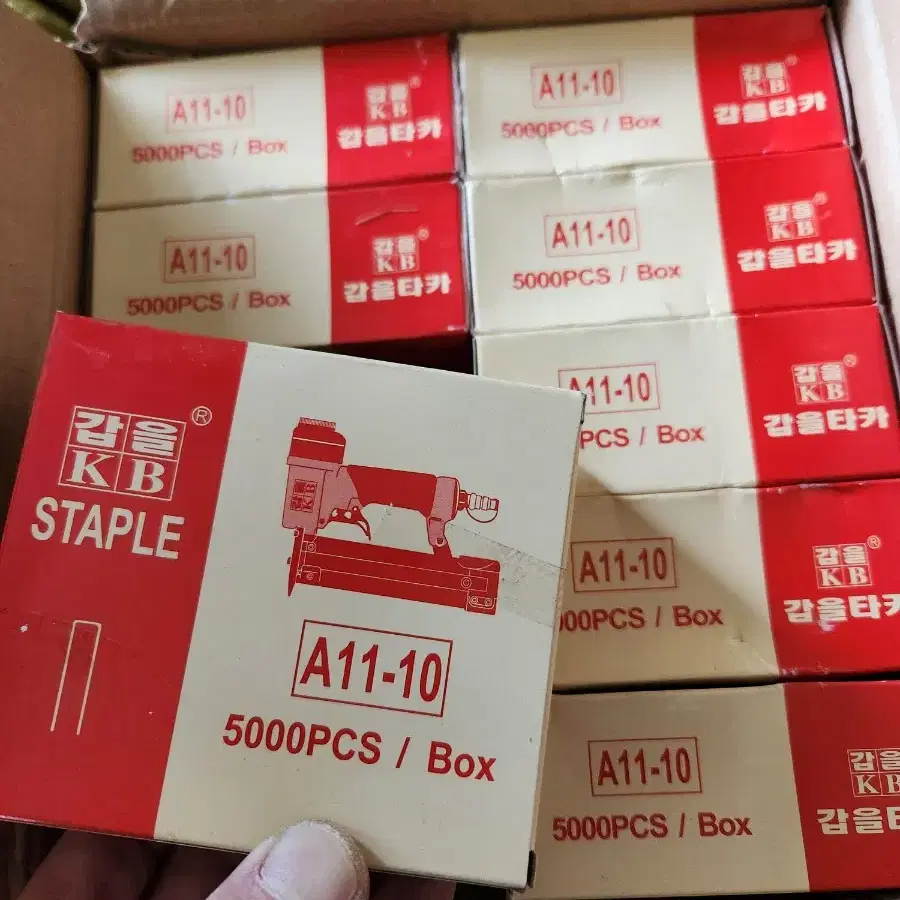 A11-10
5000PCS / Box
갑을®
KB
갑을타카
A11-10
5000PCS / Box
갑을®
KB
갑을타카
A11-10
5000PCS / Box
갑을®
KB
갑을타카
A11-10
5000PCS / Box
갑을®
KB
갑을타카
A11-10
PCS / Box
갑을®
KB
갑을타카
A11-10
000PCS / Box
갑을®
KB
갑을타카
A11-10
5000PCS / Box
갑을
KB
갑을타
갑을®
KB
STAPLE
A11-10
5000PCS / Box